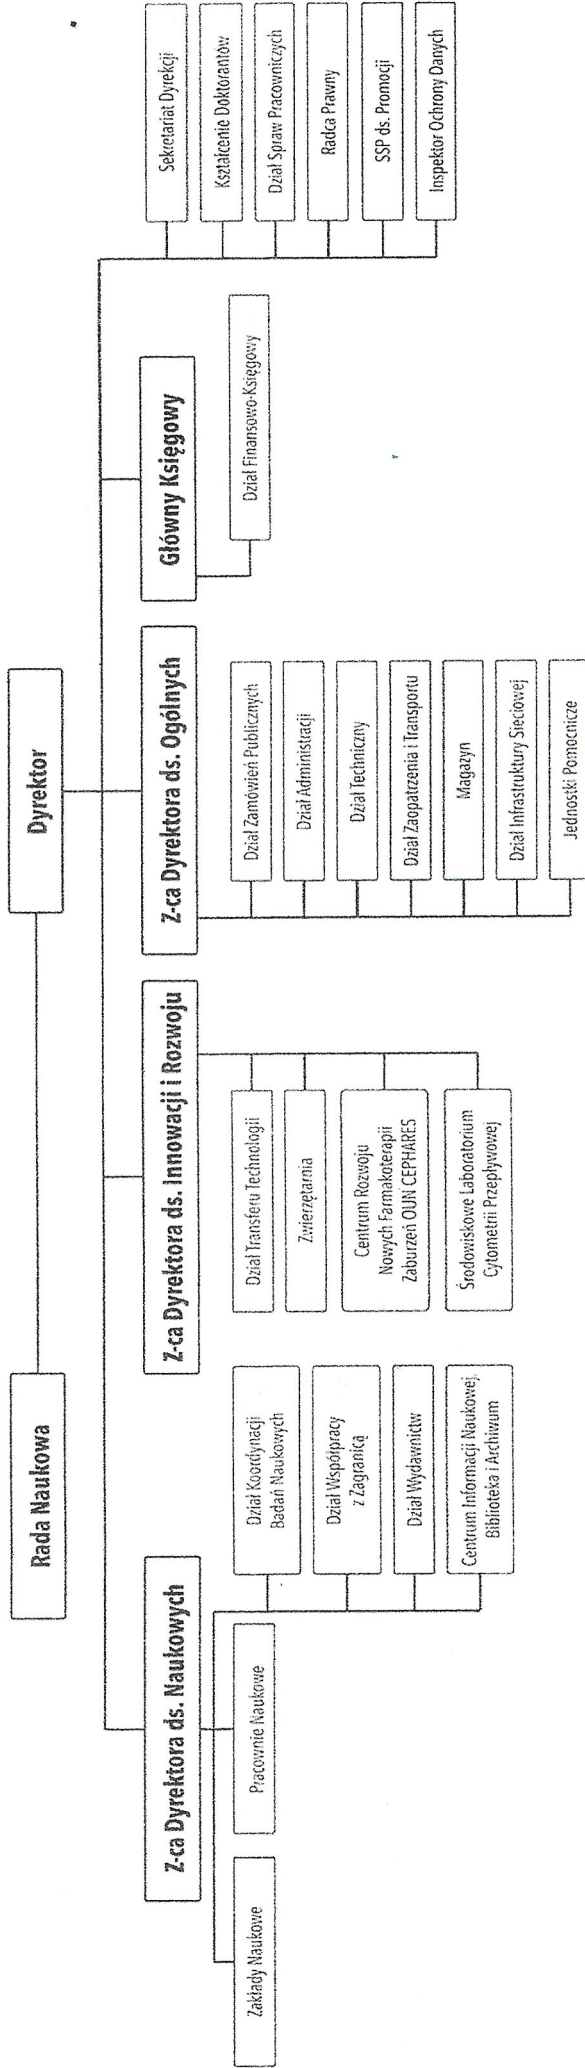 Rada Naukowa
Dyrektor
Z-ca Dyrektora ds. Naukowych
Zakłady Naukowe
Pracownie Naukowe
Dział Koordynacji
Badań Naukowych
Dział Współpracy
z Zagranicą
Dział Wydawnictw
Centrum Informacji Naukowej,
Biblioteka i Archiwum
Z-ca Dyrektora ds. Innowacji i Rozwoju
Dział Transferu Technologii
Zwierzętarnia
Centrum Rozwoju
Nowych Farmakoterapii
Zaburzeń OUN CEPHARES
Środowiskowe Laboratorium
Cytometrii Przepływowej
Z-ca Dyrektora ds. Ogólnych
Dział Zamówień Publicznych
Dział Administracji
Dział Techniczny
Dział Zaopatrzenia i Transportu
Magazyn
Dział Infrastruktury Sieciowej
Jednostki Pomocnicze
Główny Księgowy
Dział Finansowo-Księgowy
Sekretariat Dyrekcji
Kształcenie Doktorantów
Dział Spraw Pracowniczych
Radca Prawny
SSP ds. Promocji
Inspektor Ochrony Danych